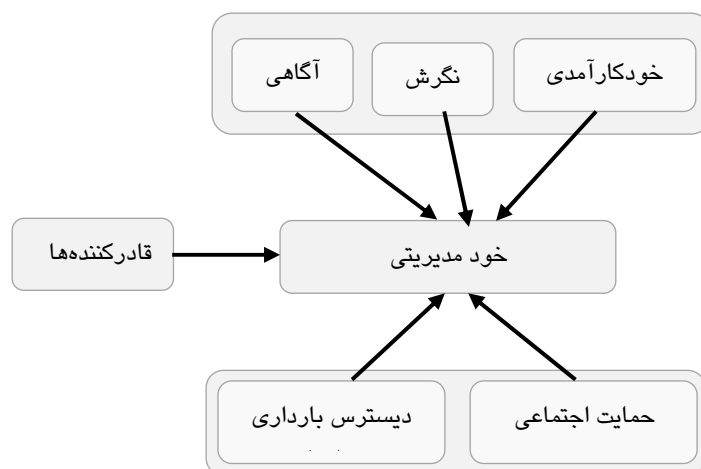 خودکارآمدی
نگرش
آگاهی
خود مدیریتی
قادرکننده‌ها
حمایت اجتماعی
دیسترس بارداری